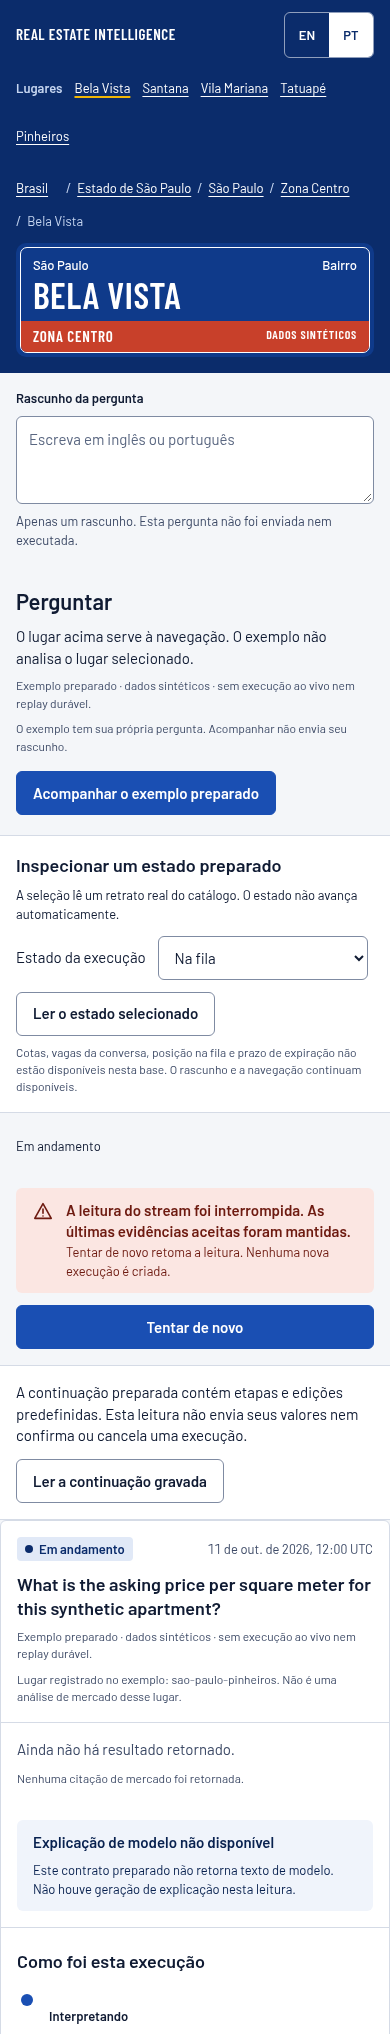 REAL ESTATE INTELLIGENCE
EN PT
Lugares Bela Vista Santana Vila Mariana Tatuapé
Pinheiros
Brasil / Estado de São Paulo / São Paulo / Zona Centro
/ Bela Vista
São Paulo Bairro
BELA VISTA
ZONA CENTRO DADOS SINTÉTICOS
Rascunho da pergunta
Escreva em inglês ou português
Apenas um rascunho. Esta pergunta não foi enviada nem
executada.
Perguntar
O lugar acima serve à navegação. O exemplo não
analisa o lugar selecionado.
Exemplo preparado · dados sintéticos · sem execução ao vivo nem
replay durável.
O exemplo tem sua própria pergunta. Acompanhar não envia seu
rascunho.
Acompanhar o exemplo preparado
Inspecionar um estado preparado
A seleção lê um retrato real do catálogo. O estado não avança
automaticamente.
Estado da execução Na fila
Ler o estado selecionado
Cotas, vagas da conversa, posição na fila e prazo de expiração não
estão disponíveis nesta base. O rascunho e a navegação continuam
disponíveis.
Em andamento
A leitura do stream foi interrompida. As
últimas evidências aceitas foram mantidas.
Tentar de novo retoma a leitura. Nenhuma nova
execução é criada.
Tentar de novo
A continuação preparada contém etapas e edições
predefinidas. Esta leitura não envia seus valores nem
confirma ou cancela uma execução.
Ler a continuação gravada
Em andamento 11 de out. de 2026, 12:00 UTC
What is the asking price per square meter for
this synthetic apartment?
Exemplo preparado · dados sintéticos · sem execução ao vivo nem
replay durável.
Lugar registrado no exemplo: sao-paulo-pinheiros. Não é uma
análise de mercado desse lugar.
Ainda não há resultado retornado.
Nenhuma citação de mercado foi retornada.
Explicação de modelo não disponível
Este contrato preparado não retorna texto de modelo.
Não houve geração de explicação nesta leitura.
Como foi esta execução
Interpretando